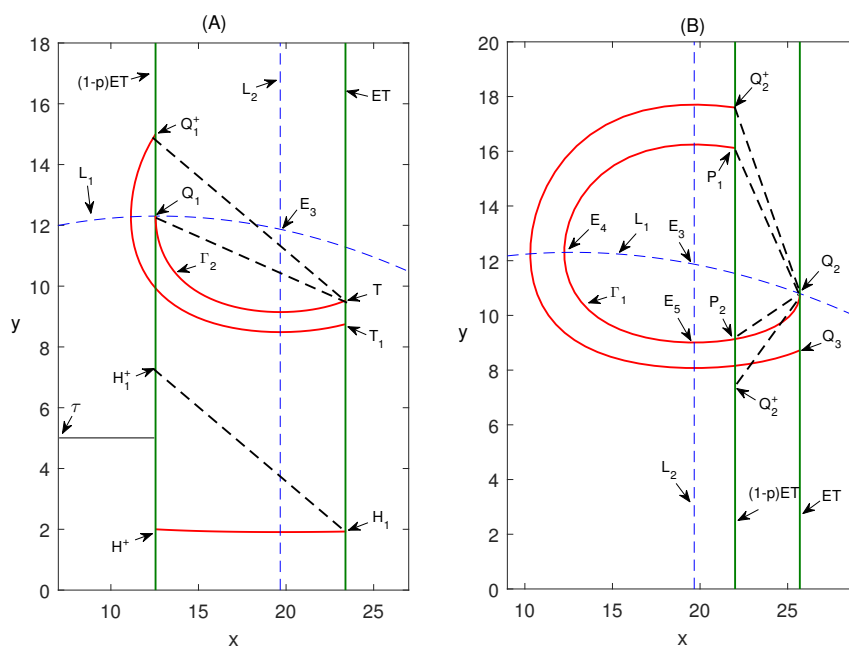 (A)
18
16
14
12
10
8
6
4
2
0
10
15
20
25
x
y
(1-p)ET
L2
ET
Q1+
L1
Q1
E3
Γ2
T
T1
H1+
τ
H+
H1
(B)
20
18
16
14
12
10
8
6
4
2
0
10
15
20
25
x
y
Q2+
P1
E4
L1
E3
Q2
Γ1
E5
P2
Q3
Q2+
L2
(1-p)ET
ET